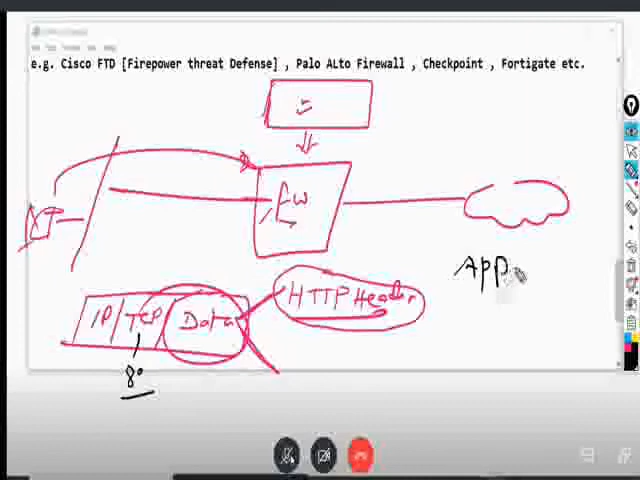 e.g. Cisco FTD [Firepower threat Defense] , Palo ALto Firewall , Checkpoint , Fortigate etc.
FW
HTTP Header
IP/TCP/ Data
80
APP